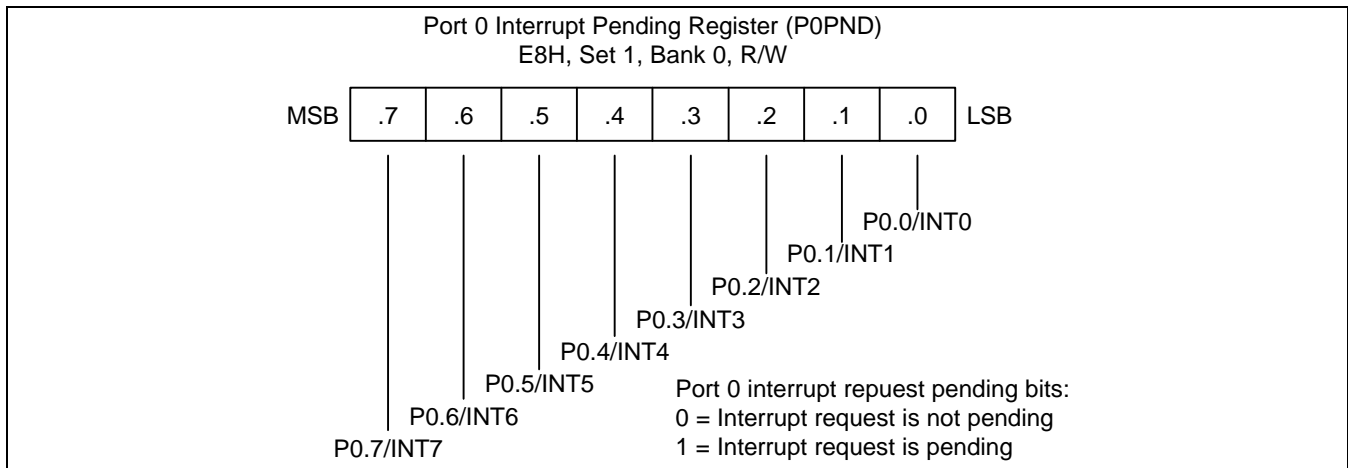 Port 0 Interrupt Pending Register (P0PND)
E8H, Set 1, Bank 0, R/W
MSB .7 .6 .5 .4 .3 .2 .1 .0 LSB
P0.0/INT0
P0.1/INT1
P0.2/INT2
P0.3/INT3
P0.4/INT4
P0.5/INT5
P0.6/INT6
P0.7/INT7
Port 0 interrupt repuest pending bits:
0 = Interrupt request is not pending
1 = Interrupt request is pending